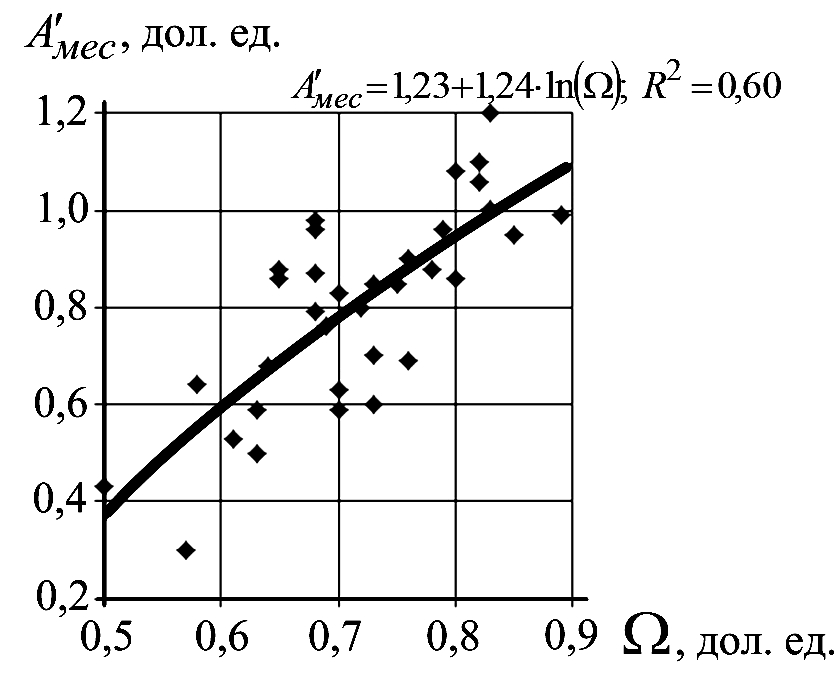 A′мес, дол. ед.
A′мес=1,23+1,24·ln(Ω); R²=0,60
1,2
1,0
0,8
0,6
0,4
0,2
0,5 0,6 0,7 0,8 0,9 Ω, дол. ед.